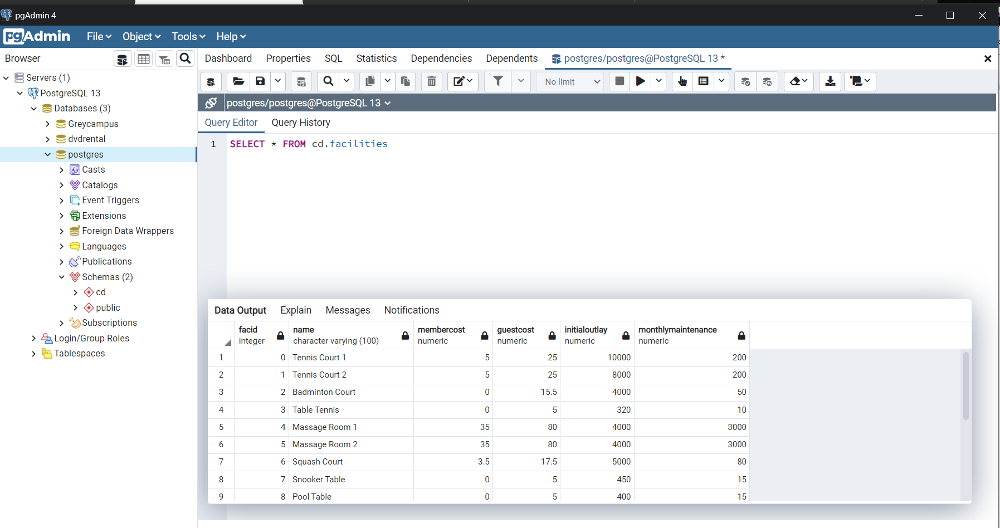 pgAdmin 4
pgAdmin File Object Tools Help
Browser
Dashboard Properties SQL Statistics Dependencies Dependents postgres/postgres@PostgreSQL 13 *
No limit
Servers (1)
PostgreSQL 13
Databases (3)
Greycampus
dvdrental
postgres
Casts
Catalogs
Event Triggers
Extensions
Foreign Data Wrappers
Languages
Publications
Schemas (2)
cd
public
Subscriptions
Login/Group Roles
Tablespaces
postgres/postgres@PostgreSQL 13
Query Editor Query History
1 SELECT * FROM cd.facilities
Data Output Explain Messages Notifications
facid name membercost guestcost initialoutlay monthlymaintenance
integer character varying (100) numeric numeric numeric numeric
1 0 Tennis Court 1 5 25 10000 200
2 1 Tennis Court 2 5 25 8000 200
3 2 Badminton Court 0 15.5 4000 50
4 3 Table Tennis 0 5 320 10
5 4 Massage Room 1 35 80 4000 3000
6 5 Massage Room 2 35 80 4000 3000
7 6 Squash Court 3.5 17.5 5000 80
8 7 Snooker Table 0 5 450 15
9 8 Pool Table 0 5 400 15